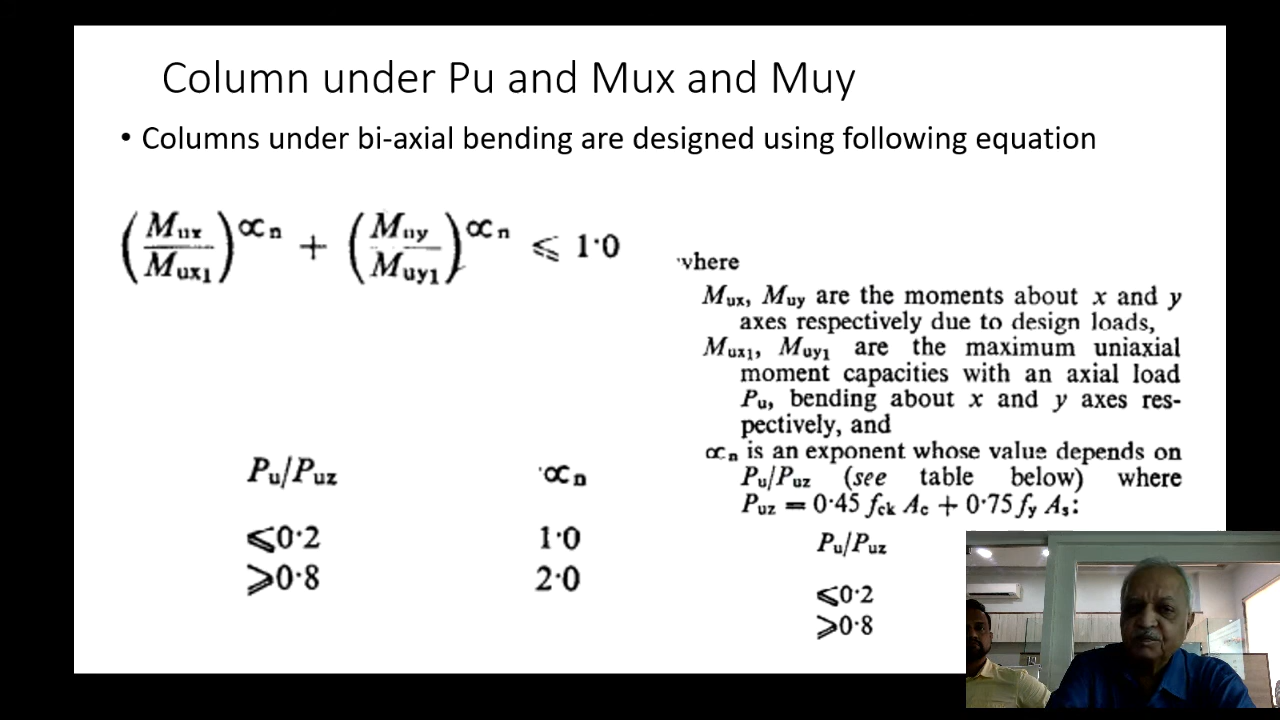 Column under Pu and Mux and Muy
• Columns under bi-axial bending are designed using following equation
(Mux/Mux1)^∝n + (Muy/Muy1)^∝n ⩽ 1·0
where
Mux, Muy are the moments about x and y
axes respectively due to design loads,
Mux1, Muy1 are the maximum uniaxial
moment capacities with an axial load
Pu, bending about x and y axes res-
pectively, and
∝n is an exponent whose value depends on
Pu/Puz (see table below) where
Puz = 0·45 fck Ac + 0·75 fy As:
Pu/Puz
⩽0·2
⩾0·8
Pu/Puz ∝n
⩽0·2 1·0
⩾0·8 2·0